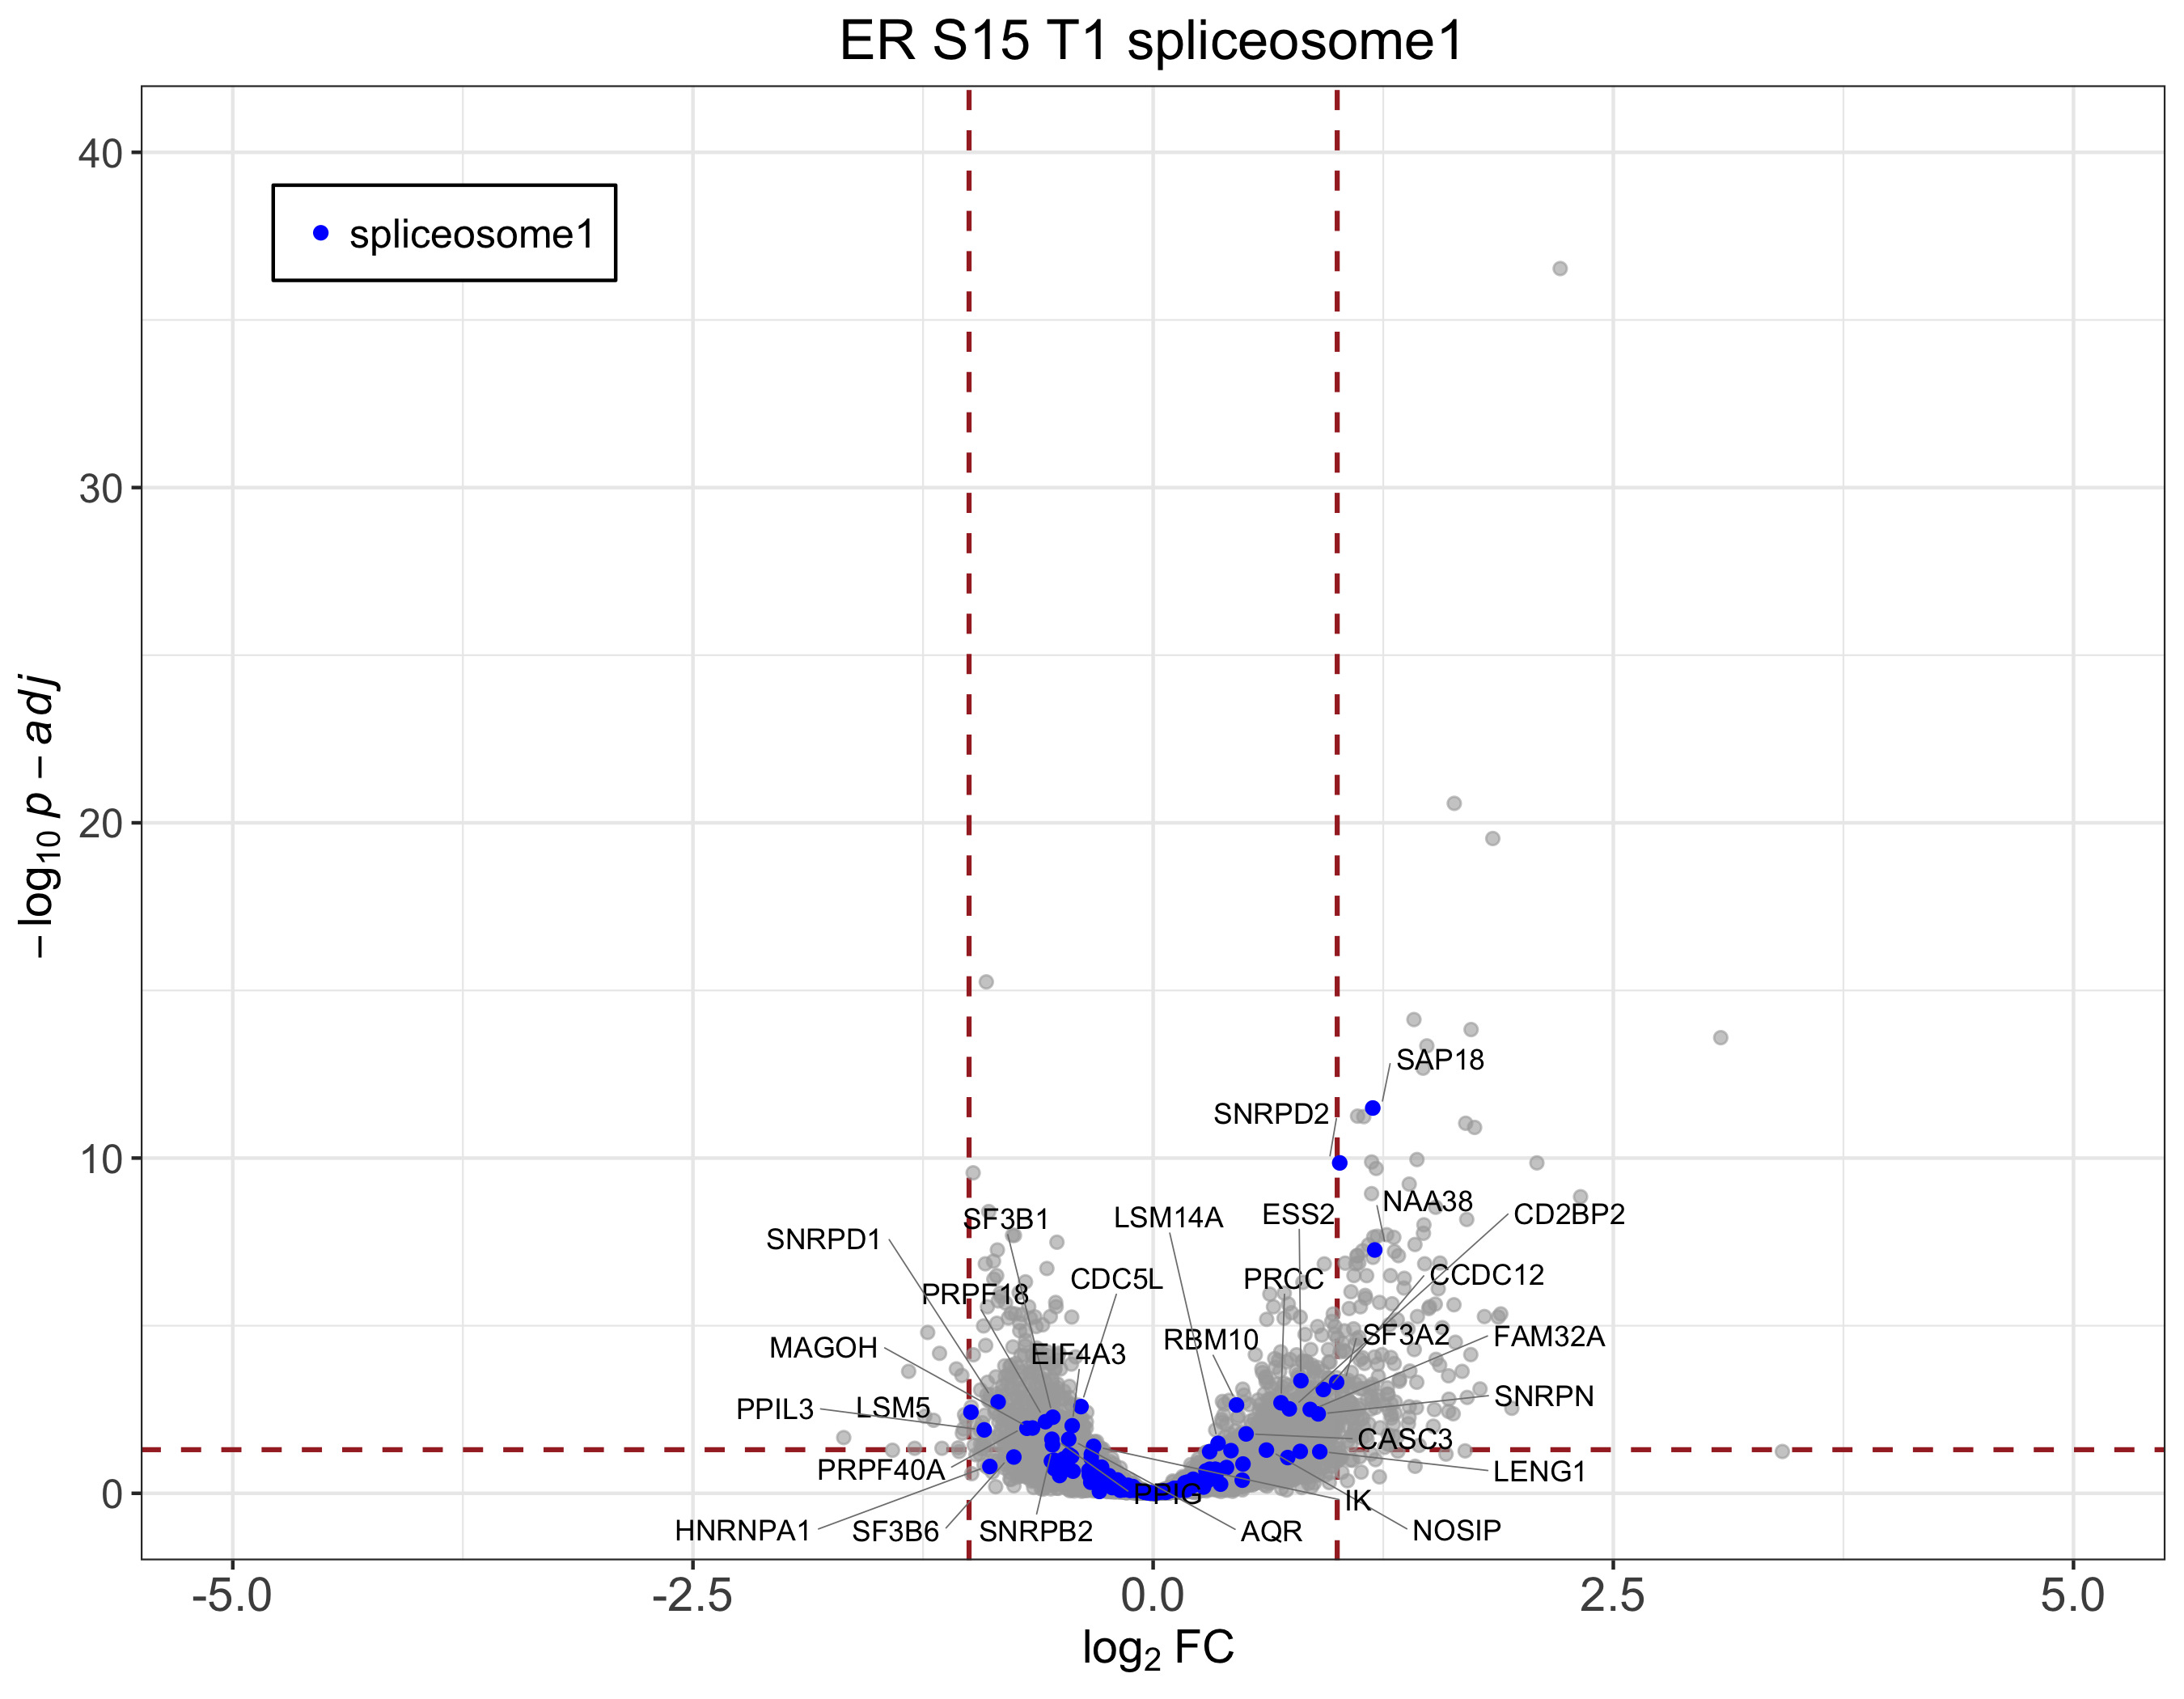 ER S15 T1 spliceosome1
40
spliceosome1
30
20
10
0
−log10 p − adj
SAP18
SNRPD2
NAA38
SF3B1
LSM14A
ESS2
CD2BP2
SNRPD1
CDC5L
PRCC
CCDC12
PRPF18
MAGOH
EIF4A3
RBM10
SF3A2
FAM32A
PPIL3
LSM5
SNRPN
CASC3
PRPF40A
LENG1
PPIG
IK
HNRNPA1
SF3B6
SNRPB2
AQR
NOSIP
-5.0
-2.5
0.0
2.5
5.0
log2 FC